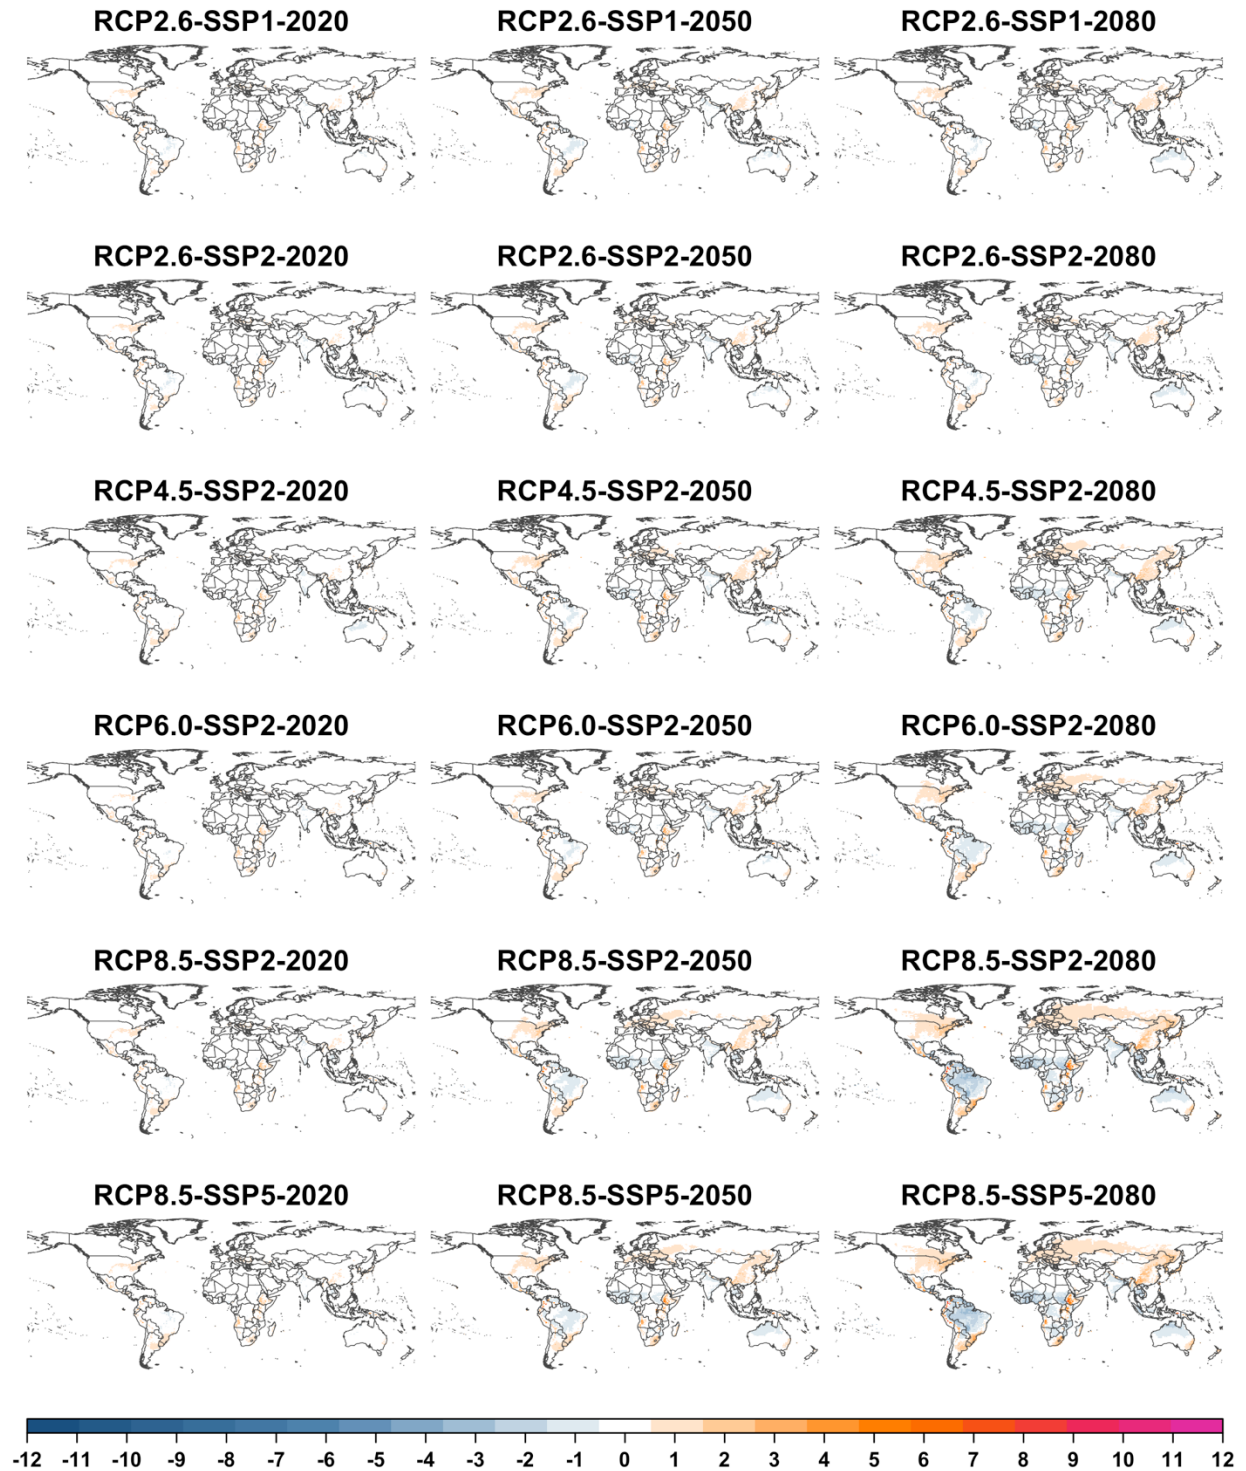 RCP2.6-SSP1-2020 RCP2.6-SSP1-2050 RCP2.6-SSP1-2080
RCP2.6-SSP2-2020 RCP2.6-SSP2-2050 RCP2.6-SSP2-2080
RCP4.5-SSP2-2020 RCP4.5-SSP2-2050 RCP4.5-SSP2-2080
RCP6.0-SSP2-2020 RCP6.0-SSP2-2050 RCP6.0-SSP2-2080
RCP8.5-SSP2-2020 RCP8.5-SSP2-2050 RCP8.5-SSP2-2080
RCP8.5-SSP5-2020 RCP8.5-SSP5-2050 RCP8.5-SSP5-2080
-12 -11 -10 -9 -8 -7 -6 -5 -4 -3 -2 -1 0 1 2 3 4 5 6 7 8 9 10 11 12